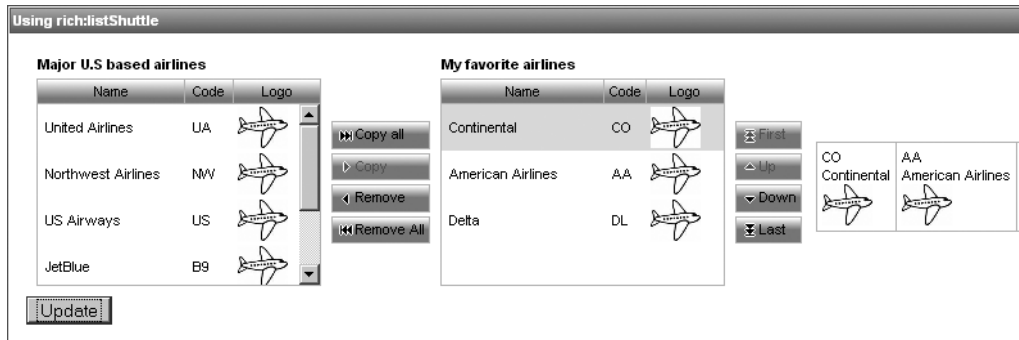 Using rich:listShuttle
Major U.S based airlines
Name Code Logo
United Airlines UA
Northwest Airlines NW
US Airways US
JetBlue B9
Copy all
Copy
Remove
Remove All
My favorite airlines
Name Code Logo
Continental CO
American Airlines AA
Delta DL
First
Up
Down
Last
CO AA
Continental American Airlines
Update